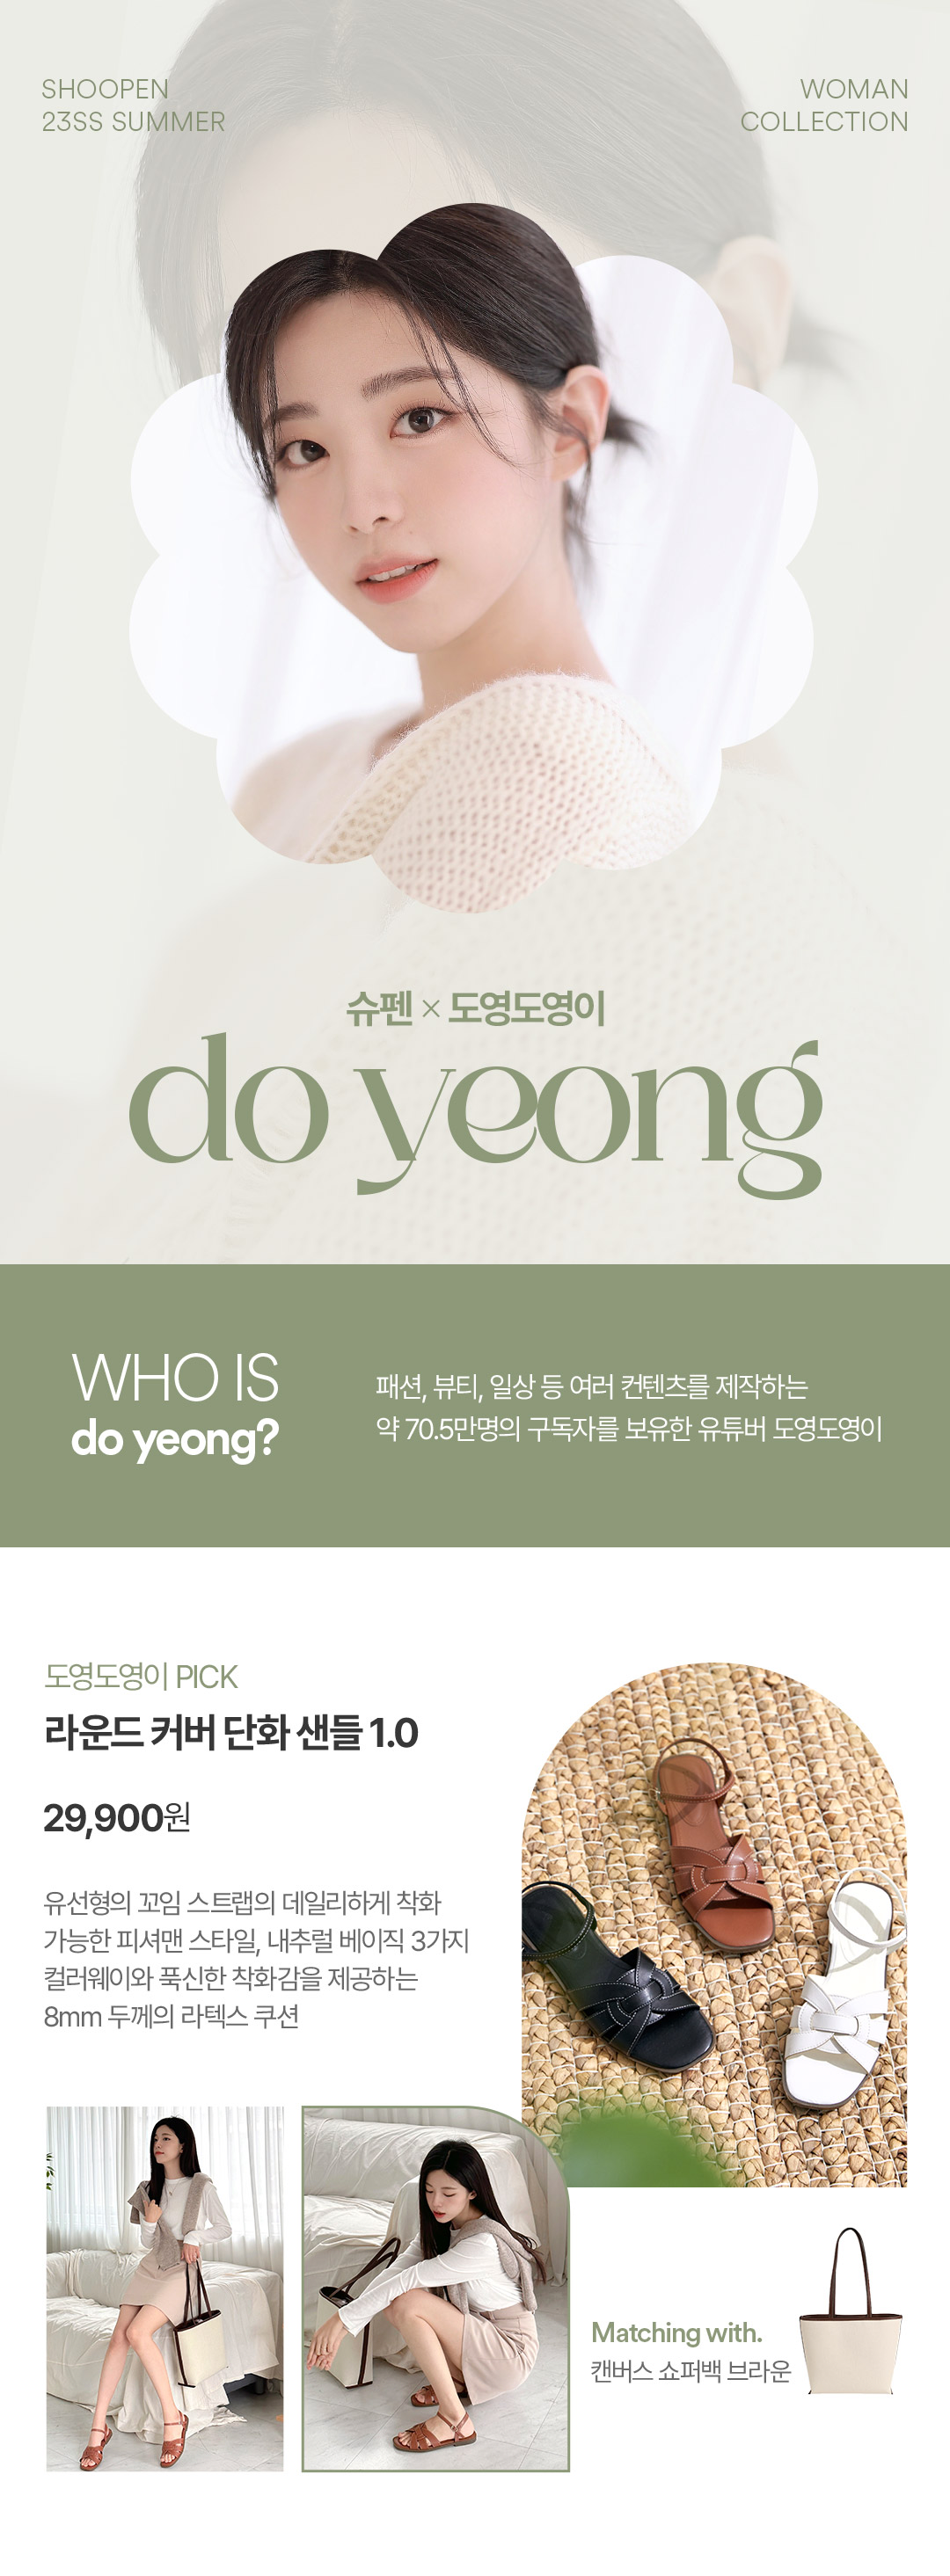 SHOOPEN
23SS SUMMER
WOMAN
COLLECTION
슈펜 × 도영도영이
do yeong
WHO IS
do yeong?
패션, 뷰티, 일상 등 여러 컨텐츠를 제작하는
약 70.5만명의 구독자를 보유한 유튜버 도영도영이
도영도영이 PICK
라운드 커버 단화 샌들 1.0
29,900원
유선형의 꼬임 스트랩의 데일리하게 착화
가능한 피셔맨 스타일, 내추럴 베이직 3가지
컬러웨이와 푹신한 착화감을 제공하는
8mm 두께의 라텍스 쿠션
Matching with.
캔버스 쇼퍼백 브라운